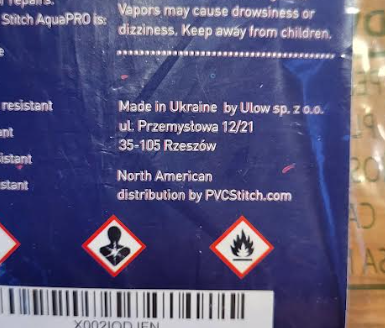 repairs.
Stitch AquaPRO is:
resistant
Vapors may cause drowsiness or
dizziness. Keep away from children.
Made in Ukraine by Ulow sp. z o.o.
ul. Przemysłowa 12/21
35-105 Rzeszów
North American
distribution by PVCStitch.com